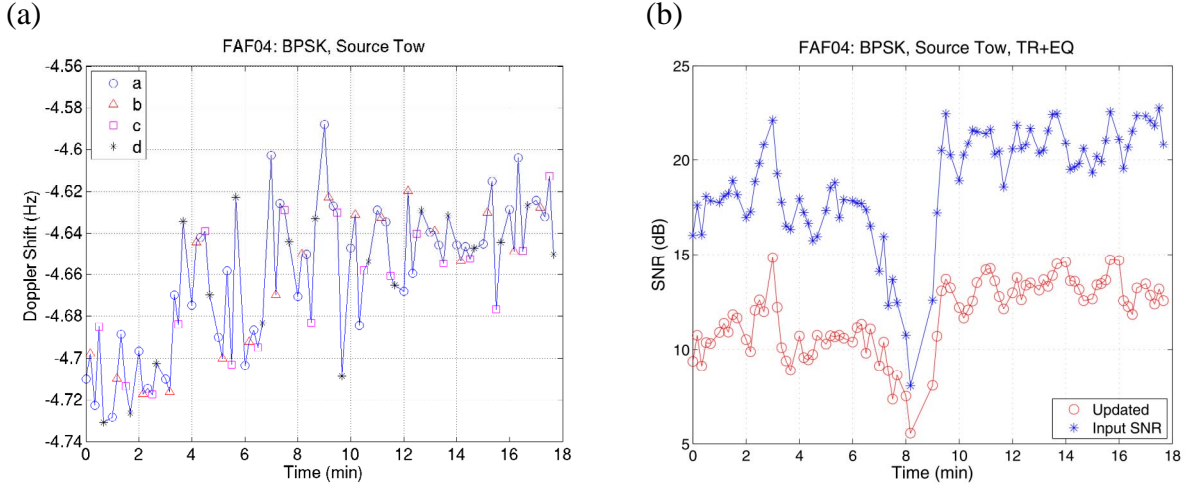 (a)
FAF04: BPSK, Source Tow
-4.56
-4.58
-4.6
-4.62
-4.64
-4.66
-4.68
-4.7
-4.72
-4.74
Doppler Shift (Hz)
a
b
c
d
0 2 4 6 8 10 12 14 16 18
Time (min)
(b)
FAF04: BPSK, Source Tow, TR+EQ
25
20
15
10
5
SNR (dB)
Updated
Input SNR
0 2 4 6 8 10 12 14 16 18
Time (min)